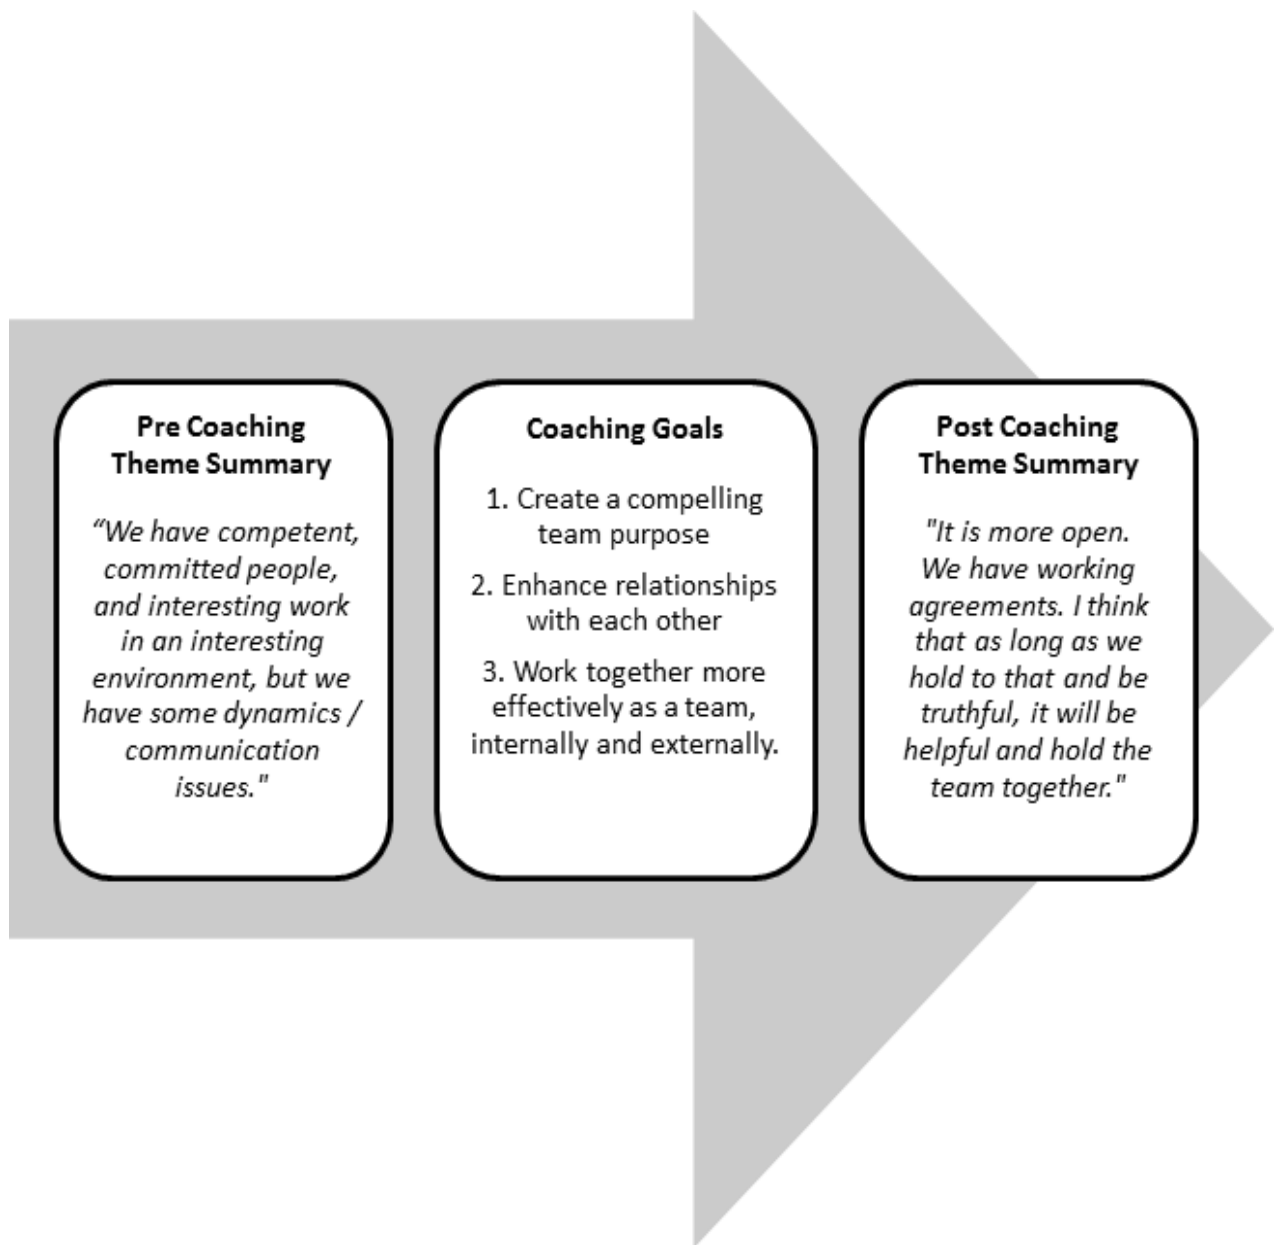 Pre Coaching
Theme Summary
“We have competent,
committed people,
and interesting work
in an interesting
environment, but we
have some dynamics /
communication
issues."
Coaching Goals
1. Create a compelling
team purpose
2. Enhance relationships
with each other
3. Work together more
effectively as a team,
internally and externally.
Post Coaching
Theme Summary
"It is more open.
We have working
agreements. I think
that as long as we
hold to that and be
truthful, it will be
helpful and hold the
team together."